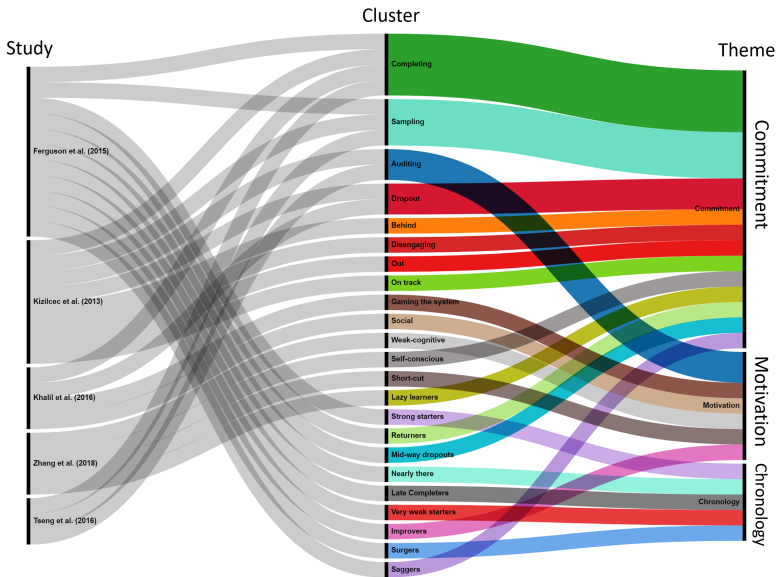 Study
Cluster
Theme
Ferguson et al. (2015)
Kizilcec et al. (2013)
Khalil et al. (2016)
Zhang et al. (2018)
Tseng et al. (2016)
Completing
Sampling
Auditing
Dropout
Behind
Disengaging
Out
On track
Gaming the system
Social
Weak-cognitive
Self-conscious
Short-cut
Lazy learners
Strong starters
Returners
Mid-way dropouts
Nearly there
Late Completers
Very weak starters
Improvers
Surgers
Saggers
Commitment
Motivation
Chronology
Commitment
Motivation
Chronology